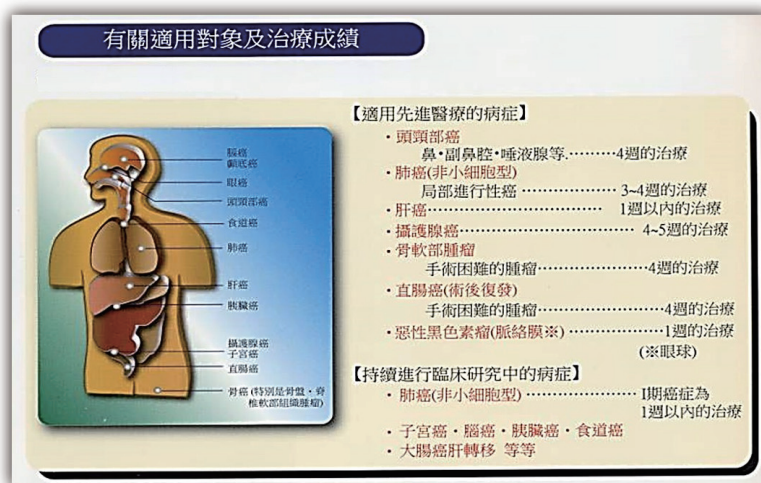 有關適用對象及治療成績
腦癌
顱底癌
眼癌
頭頸部癌
食道癌
肺癌
肝癌
胰臟癌
攝護腺癌
子宮癌
直腸癌
骨癌 (特別是骨盤・脊
椎軟部組織腫瘤)
【適用先進醫療的病症】
・頭頸部癌
鼻・副鼻腔・唾液腺等.………4週的治療
・肺癌(非小細胞型)
局部進行性癌 ……………… 3~4週的治療
・肝癌…………………………… 1週以內的治療
・攝護腺癌…………………………… 4~5週的治療
・骨軟部腫瘤
手術困難的腫瘤…………………4週的治療
・直腸癌(術後復發)
手術困難的腫瘤……………………4週的治療
・惡性黑色素瘤(脈絡膜※) ………………1週的治療
(※眼球)
【持續進行臨床研究中的病症】
・肺癌(非小細胞型) ………………… I期癌症為
1週以內的治療
・子宮癌・腦癌・胰臟癌・食道癌
・大腸癌肝轉移 等等